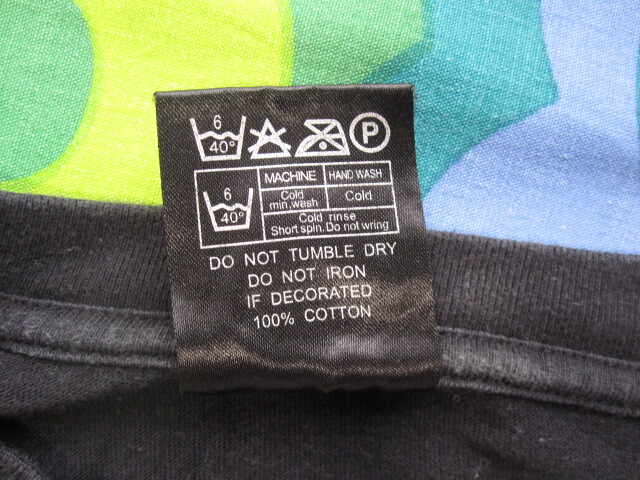 6
40° P
MACHINE HAND WASH
6
40°
Cold
min,wash
Cold
Cold rinse
Short spin.Do not wring
DO NOT TUMBLE DRY
DO NOT IRON
IF DECORATED
100% COTTON